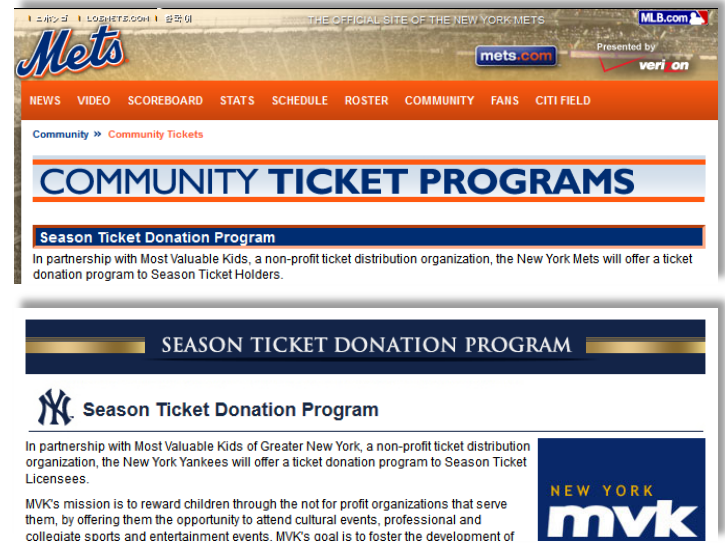 THE OFFICIAL SITE OF THE NEW YORK METS
MLB.com
Mets
mets.com
Presented by
verizon
NEWS VIDEO SCOREBOARD STATS SCHEDULE ROSTER COMMUNITY FANS CITI FIELD
Community » Community Tickets
COMMUNITY TICKET PROGRAMS
Season Ticket Donation Program
In partnership with Most Valuable Kids, a non-profit ticket distribution organization, the New York Mets will offer a ticket
donation program to Season Ticket Holders.
SEASON TICKET DONATION PROGRAM
NY Season Ticket Donation Program
In partnership with Most Valuable Kids of Greater New York, a non-profit ticket distribution
organization, the New York Yankees will offer a ticket donation program to Season Ticket
Licensees.
MVK's mission is to reward children through the not for profit organizations that serve
them, by offering them the opportunity to attend cultural events, professional and
collegiate sports and entertainment events. MVK's goal is to foster the development of
NEW YORK
mvk